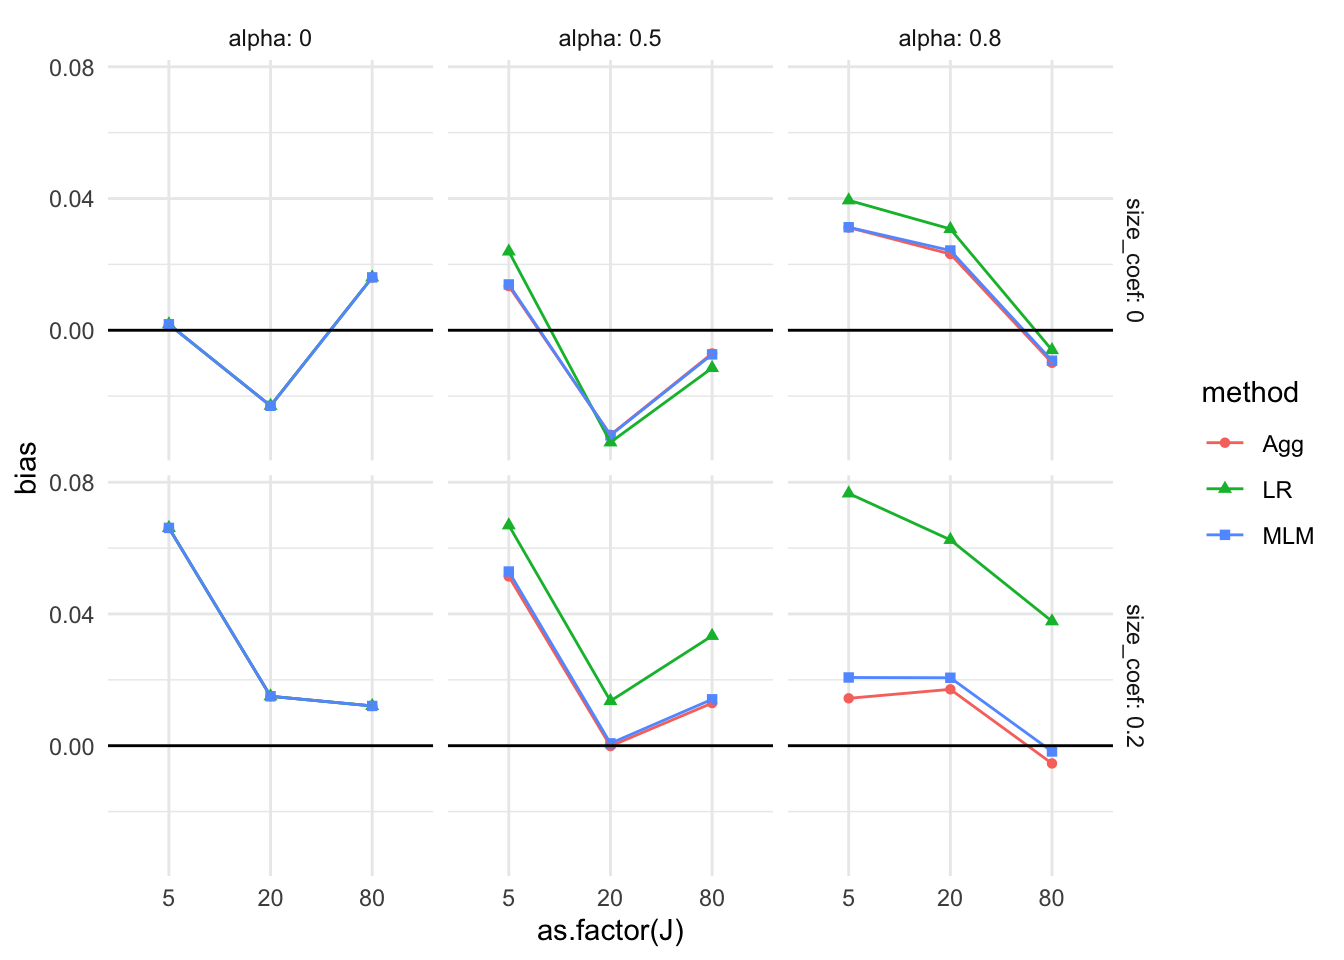 alpha: 0
alpha: 0.5
alpha: 0.8
0.08
0.04
0.00
size_coef: 0
0.08
0.04
0.00
size_coef: 0.2
bias
5
20
80
5
20
80
5
20
80
as.factor(J)
method
Agg
LR
MLM